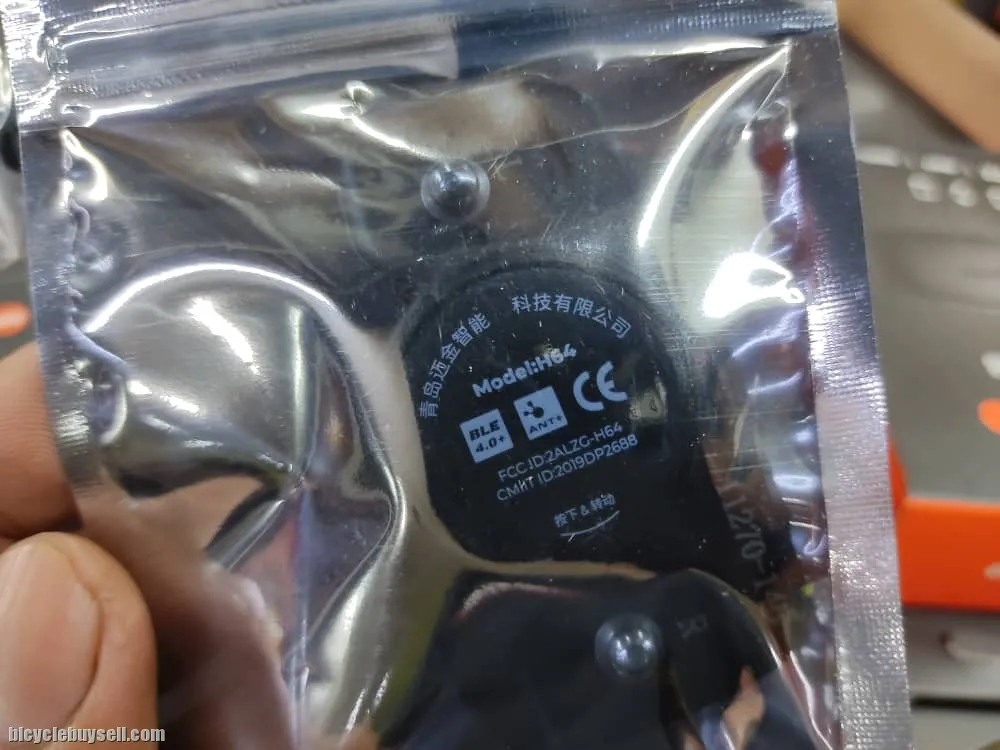 青岛迈金智能 科技有限公司
Model:H64
BLE 4.0+
ANT+
CE
FCC ID:2ALZG-H64
CMIIT ID:2019DP2688
按下&转动
bicyclebuysell.com